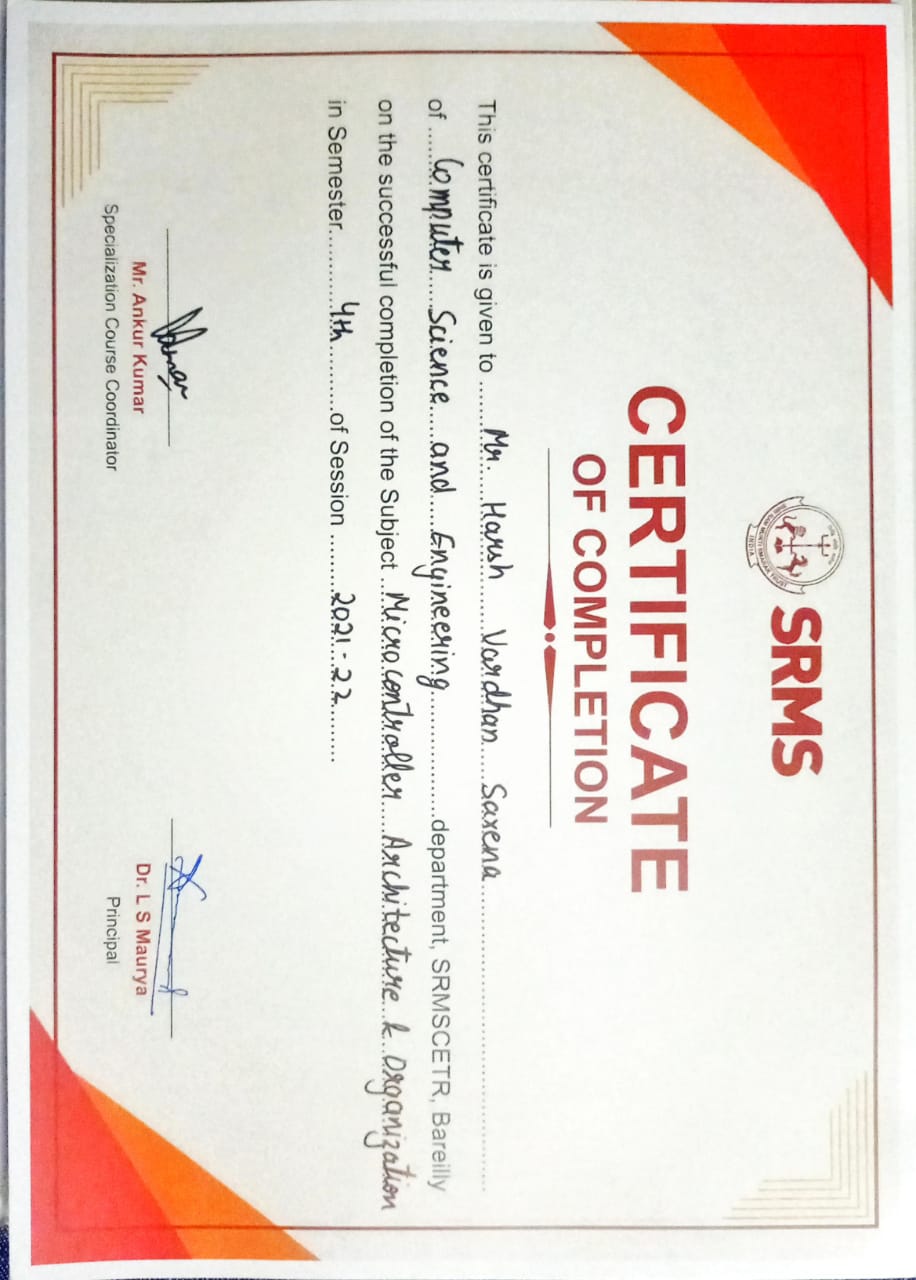 SHRI RAM MURTI SMARAK TRUST
INDIA
SRMS
CERTIFICATE
OF COMPLETION
This certificate is given to ..... Mr. Harsh Vardhan Saxena .....
of ..... Computer Science and Engineering ..... department, SRMSCETR, Bareilly
on the successful completion of the Subject ... Microcontroller Architecture & Organization
in Semester..... 4th .....of Session ..... 2021-22 .....
Mr. Ankur Kumar
Specialization Course Coordinator
Dr. L S Maurya
Principal